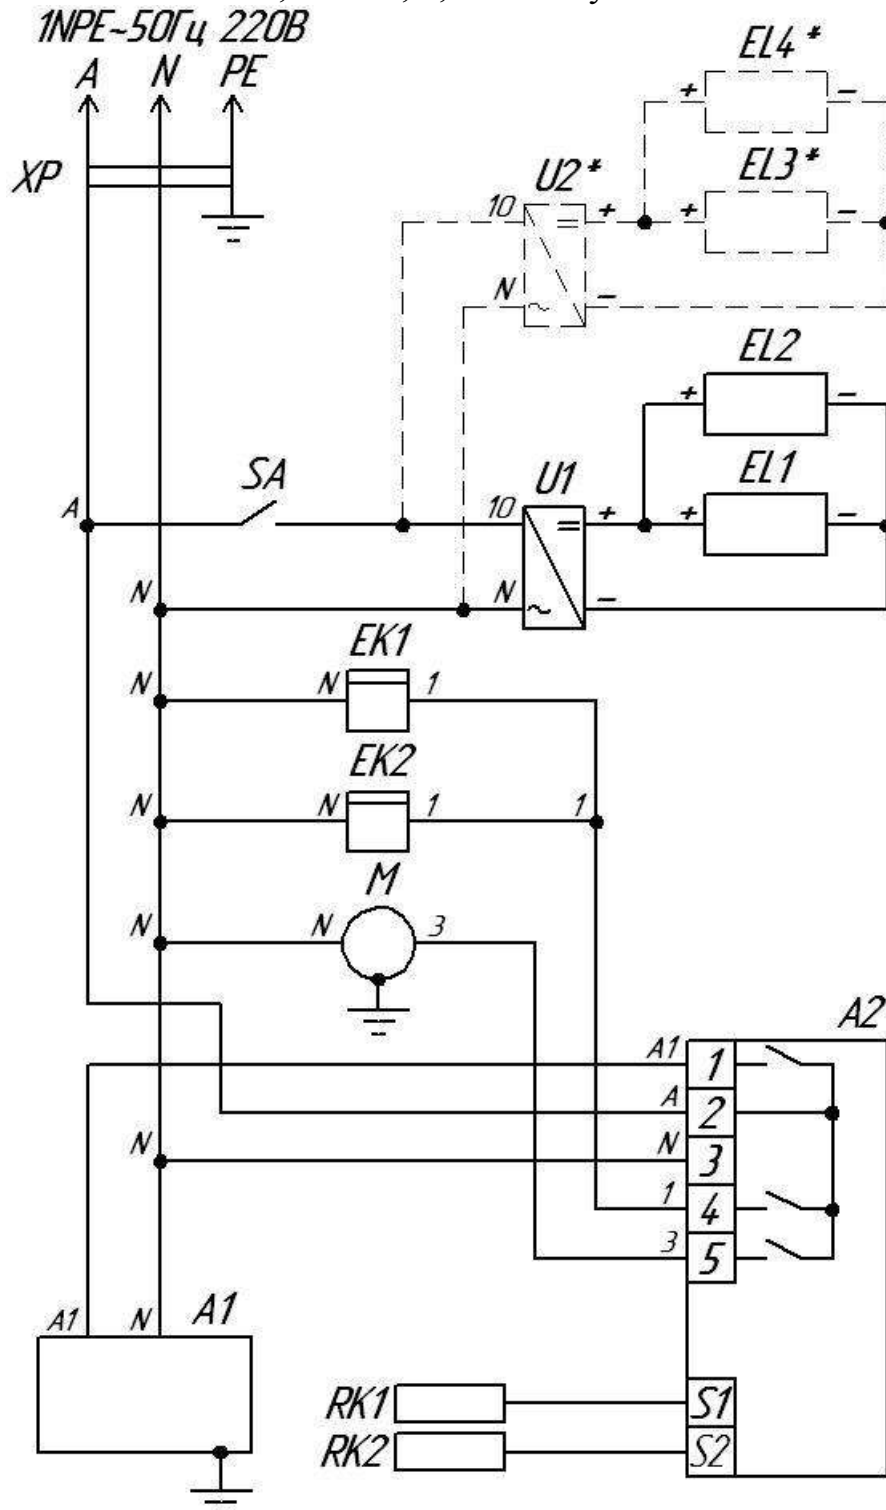 1NPE~50Гц 220В
A N PE
XP
EL4*
+ –
EL3*
U2*
10 + + –
N –
~
EL2
+ –
EL1
SA
U1
A 10 + + –
N N –
~
EK1
N N 1
EK2
N N 1 1
M
N N 3
A2
A1 1
A 2
N N 3
1 4
3 5
A1 N A1
RK1 S1
RK2 S2